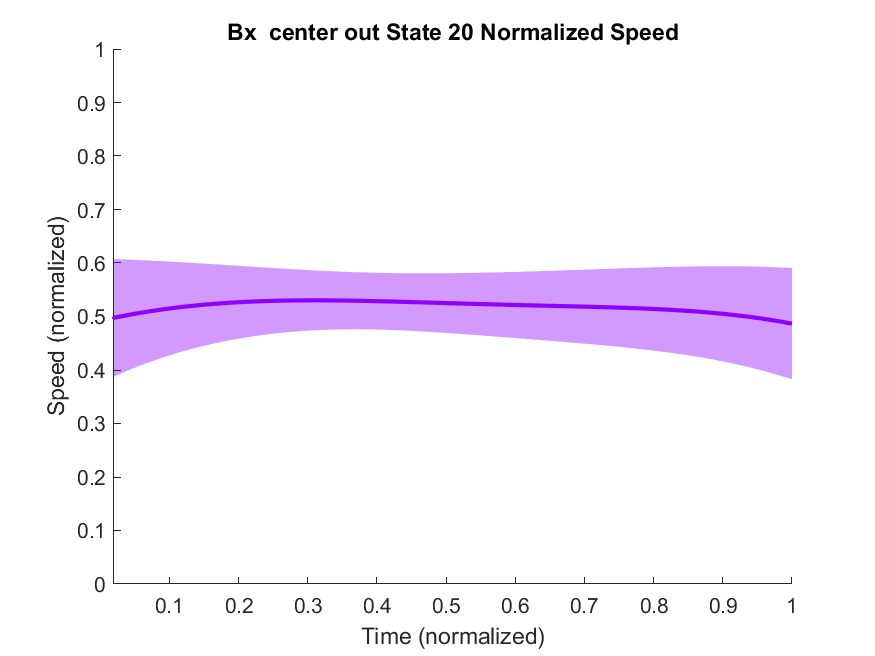 Bx  center out State 20 Normalized Speed
1
0.9
0.8
0.7
0.6
0.5
0.4
0.3
0.2
0.1
0
Speed (normalized)
0.1 0.2 0.3 0.4 0.5 0.6 0.7 0.8 0.9 1
Time (normalized)